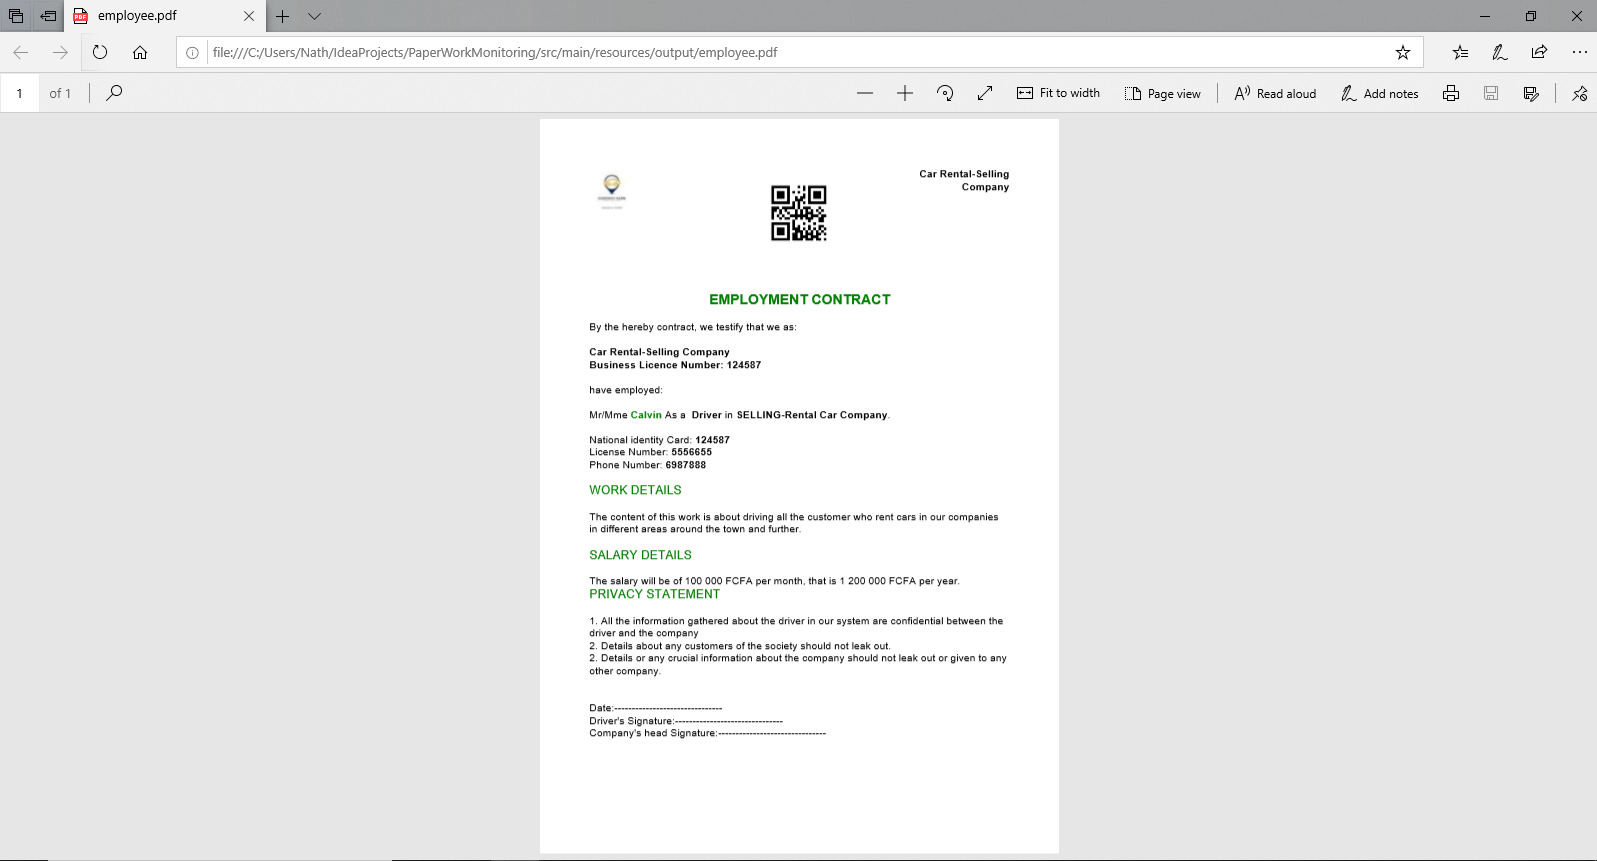 employee.pdf
file:///C:/Users/Nath/IdeaProjects/PaperWorkMonitoring/src/main/resources/output/employee.pdf
1 of 1
Fit to width
Page view
Read aloud
Add notes
Car Rental-Selling
Company
EMPLOYMENT CONTRACT
By the hereby contract, we testify that we as:
Car Rental-Selling Company
Business Licence Number: 124587
have employed:
Mr/Mme Calvin As a Driver in SELLING-Rental Car Company.
National identity Card: 124587
License Number: 5556655
Phone Number: 6987888
WORK DETAILS
The content of this work is about driving all the customer who rent cars in our companies
in different areas around the town and further.
SALARY DETAILS
The salary will be of 100 000 FCFA per month, that is 1 200 000 FCFA per year.
PRIVACY STATEMENT
1. All the information gathered about the driver in our system are confidential between the
driver and the company
2. Details about any customers of the society should not leak out.
2. Details or any crucial information about the company should not leak out or given to any
other company.
Date:-------------------------------
Driver's Signature:-------------------------------
Company's head Signature:-------------------------------